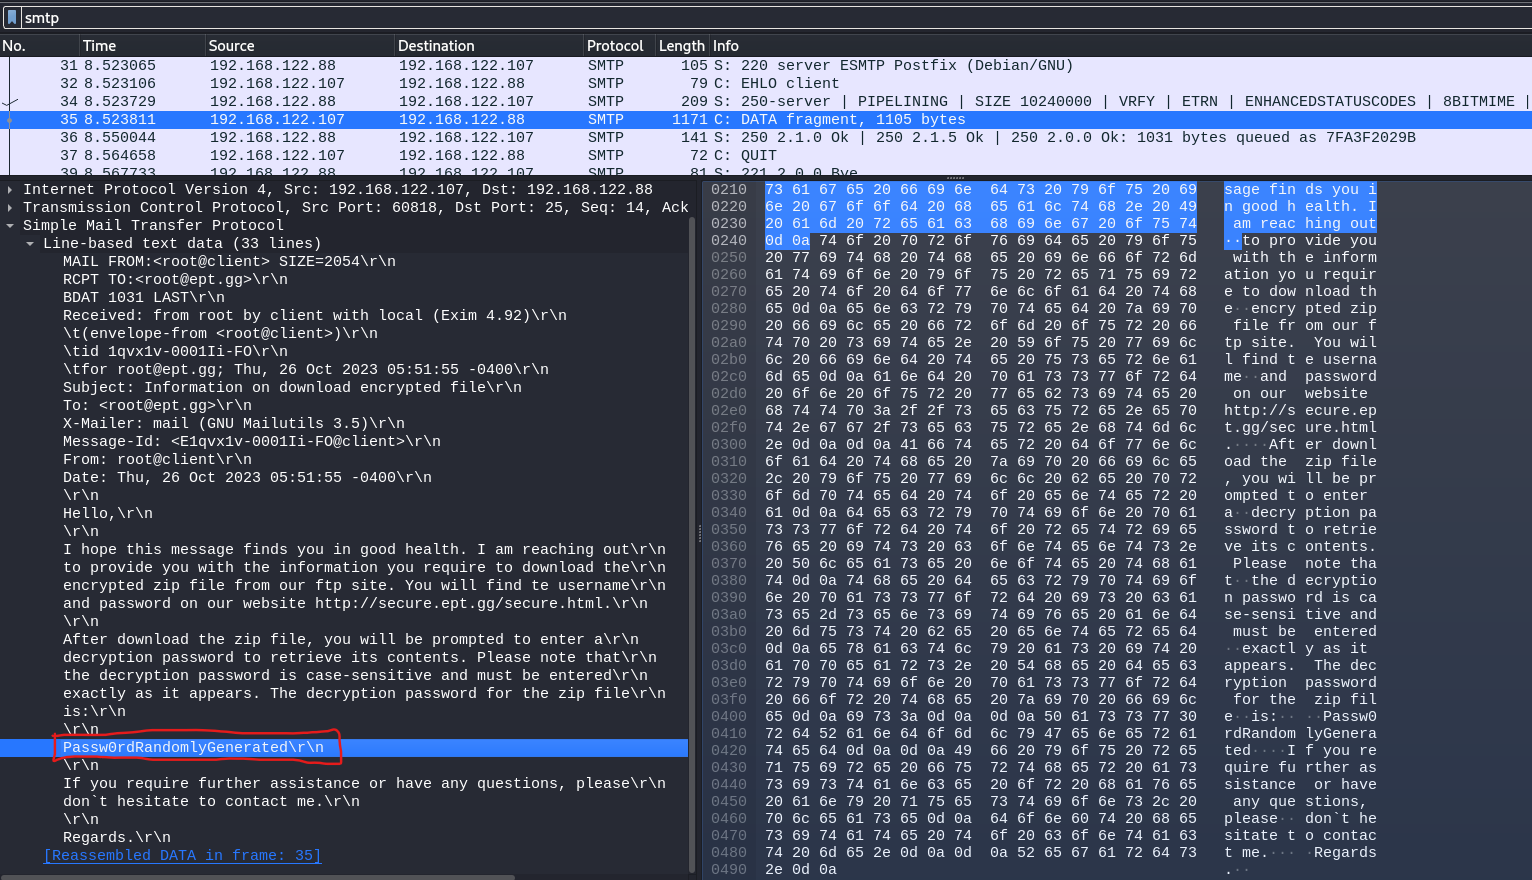 smtp
No. Time Source Destination Protocol Length Info
31 8.523065 192.168.122.88 192.168.122.107 SMTP 105 S: 220 server ESMTP Postfix (Debian/GNU)
32 8.523106 192.168.122.107 192.168.122.88 SMTP 79 C: EHLO client
34 8.523729 192.168.122.88 192.168.122.107 SMTP 209 S: 250-server | PIPELINING | SIZE 10240000 | VRFY | ETRN | ENHANCEDSTATUSCODES | 8BITMIME |
35 8.523811 192.168.122.107 192.168.122.88 SMTP 1171 C: DATA fragment, 1105 bytes
36 8.550044 192.168.122.88 192.168.122.107 SMTP 141 S: 250 2.1.0 Ok | 250 2.1.5 Ok | 250 2.0.0 Ok: 1031 bytes queued as 7FA3F2029B
37 8.564658 192.168.122.107 192.168.122.88 SMTP 72 C: QUIT
39 8.567733 192.168.122.88 192.168.122.107 SMTP 81 S: 221 2.0.0 Bye
Internet Protocol Version 4, Src: 192.168.122.107, Dst: 192.168.122.88
Transmission Control Protocol, Src Port: 60818, Dst Port: 25, Seq: 14, Ack
Simple Mail Transfer Protocol
Line-based text data (33 lines)
MAIL FROM:<root@client> SIZE=2054\r\n
RCPT TO:<root@ept.gg>\r\n
BDAT 1031 LAST\r\n
Received: from root by client with local (Exim 4.92)\r\n
\t(envelope-from <root@client>)\r\n
\tid 1qvx1v-0001Ii-FO\r\n
\tfor root@ept.gg; Thu, 26 Oct 2023 05:51:55 -0400\r\n
Subject: Information on download encrypted file\r\n
To: <root@ept.gg>\r\n
X-Mailer: mail (GNU Mailutils 3.5)\r\n
Message-Id: <E1qvx1v-0001Ii-FO@client>\r\n
From: root@client\r\n
Date: Thu, 26 Oct 2023 05:51:55 -0400\r\n
\r\n
Hello,\r\n
\r\n
I hope this message finds you in good health. I am reaching out\r\n
to provide you with the information you require to download the\r\n
encrypted zip file from our ftp site. You will find te username\r\n
and password on our website http://secure.ept.gg/secure.html.\r\n
\r\n
After download the zip file, you will be prompted to enter a\r\n
decryption password to retrieve its contents. Please note that\r\n
the decryption password is case-sensitive and must be entered\r\n
exactly as it appears. The decryption password for the zip file\r\n
is:\r\n
\r\n
Passw0rdRandomlyGenerated\r\n
\r\n
If you require further assistance or have any questions, please\r\n
don`t hesitate to contact me.\r\n
\r\n
Regards.\r\n
[Reassembled DATA in frame: 35]
0210 73 61 67 65 20 66 69 6e 64 73 20 79 6f 75 20 69 sage fin ds you i
0220 6e 20 67 6f 6f 64 20 68 65 61 6c 74 68 2e 20 49 n good h ealth. I
0230 20 61 6d 20 72 65 61 63 68 69 6e 67 20 6f 75 74 am reac hing out
0240 0d 0a 74 6f 20 70 72 6f 76 69 64 65 20 79 6f 75 ··to pro vide you
0250 20 77 69 74 68 20 74 68 65 20 69 6e 66 6f 72 6d with th e inform
0260 61 74 69 6f 6e 20 79 6f 75 20 72 65 71 75 69 72 ation yo u requir
0270 65 20 74 6f 20 64 6f 77 6e 6c 6f 61 64 20 74 68 e to dow nload th
0280 65 0d 0a 65 6e 63 72 79 70 74 65 64 20 7a 69 70 e··encry pted zip
0290 20 66 69 6c 65 20 66 72 6f 6d 20 6f 75 72 20 66 file fr om our f
02a0 74 70 20 73 69 74 65 2e 20 59 6f 75 20 77 69 6c tp site. You wil
02b0 6c 20 66 69 6e 64 20 74 65 20 75 73 65 72 6e 61 l find t e userna
02c0 6d 65 0d 0a 61 6e 64 20 70 61 73 73 77 6f 72 64 me··and password
02d0 20 6f 6e 20 6f 75 72 20 77 65 62 73 69 74 65 20 on our website
02e0 68 74 74 70 3a 2f 2f 73 65 63 75 72 65 2e 65 70 http://s ecure.ep
02f0 74 2e 67 67 2f 73 65 63 75 72 65 2e 68 74 6d 6c t.gg/sec ure.html
0300 2e 0d 0a 0d 0a 41 66 74 65 72 20 64 6f 77 6e 6c .····Aft er downl
0310 6f 61 64 20 74 68 65 20 7a 69 70 20 66 69 6c 65 oad the zip file
0320 2c 20 79 6f 75 20 77 69 6c 6c 20 62 65 20 70 72 , you wi ll be pr
0330 6f 6d 70 74 65 64 20 74 6f 20 65 6e 74 65 72 20 ompted t o enter
0340 61 0d 0a 64 65 63 72 79 70 74 69 6f 6e 20 70 61 a··decry ption pa
0350 73 73 77 6f 72 64 20 74 6f 20 72 65 74 72 69 65 ssword t o retrie
0360 76 65 20 69 74 73 20 63 6f 6e 74 65 6e 74 73 2e ve its c ontents.
0370 20 50 6c 65 61 73 65 20 6e 6f 74 65 20 74 68 61 Please note tha
0380 74 0d 0a 74 68 65 20 64 65 63 72 79 70 74 69 6f t··the d ecryptio
0390 6e 20 70 61 73 73 77 6f 72 64 20 69 73 20 63 61 n passwo rd is ca
03a0 73 65 2d 73 65 6e 73 69 74 69 76 65 20 61 6e 64 se-sensi tive and
03b0 20 6d 75 73 74 20 62 65 20 65 6e 74 65 72 65 64 must be entered
03c0 0d 0a 65 78 61 63 74 6c 79 20 61 73 20 69 74 20 ··exactl y as it
03d0 61 70 70 65 61 72 73 2e 20 54 68 65 20 64 65 63 appears. The dec
03e0 72 79 70 74 69 6f 6e 20 70 61 73 73 77 6f 72 64 ryption password
03f0 20 66 6f 72 20 74 68 65 20 7a 69 70 20 66 69 6c for the zip fil
0400 65 0d 0a 69 73 3a 0d 0a 0d 0a 50 61 73 73 77 30 e··is:·· ··Passw0
0410 72 64 52 61 6e 64 6f 6d 6c 79 47 65 6e 65 72 61 rdRandom lyGenera
0420 74 65 64 0d 0a 0d 0a 49 66 20 79 6f 75 20 72 65 ted····I f you re
0430 71 75 69 72 65 20 66 75 72 74 68 65 72 20 61 73 quire fu rther as
0440 73 69 73 74 61 6e 63 65 20 6f 72 20 68 61 76 65 sistance or have
0450 20 61 6e 79 20 71 75 65 73 74 69 6f 6e 73 2c 20 any que stions,
0460 70 6c 65 61 73 65 0d 0a 64 6f 6e 60 74 20 68 65 please·· don`t he
0470 73 69 74 61 74 65 20 74 6f 20 63 6f 6e 74 61 63 sitate t o contac
0480 74 20 6d 65 2e 0d 0a 0d 0a 52 65 67 61 72 64 73 t me.··· ·Regards
0490 2e 0d 0a .··